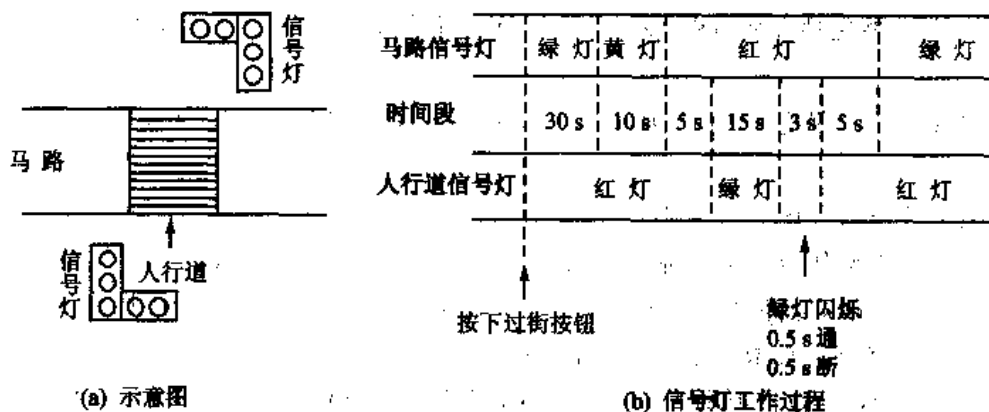 信号灯
马路
信号灯
人行道
(a) 示意图
马路信号灯 绿灯 黄灯 红灯 绿灯
时间段 30 s 10 s 5 s 15 s 3 s 5 s
人行道信号灯 红灯 绿灯 红灯
按下过街按钮
绿灯闪烁
0.5 s 通
0.5 s 断
(b) 信号灯工作过程